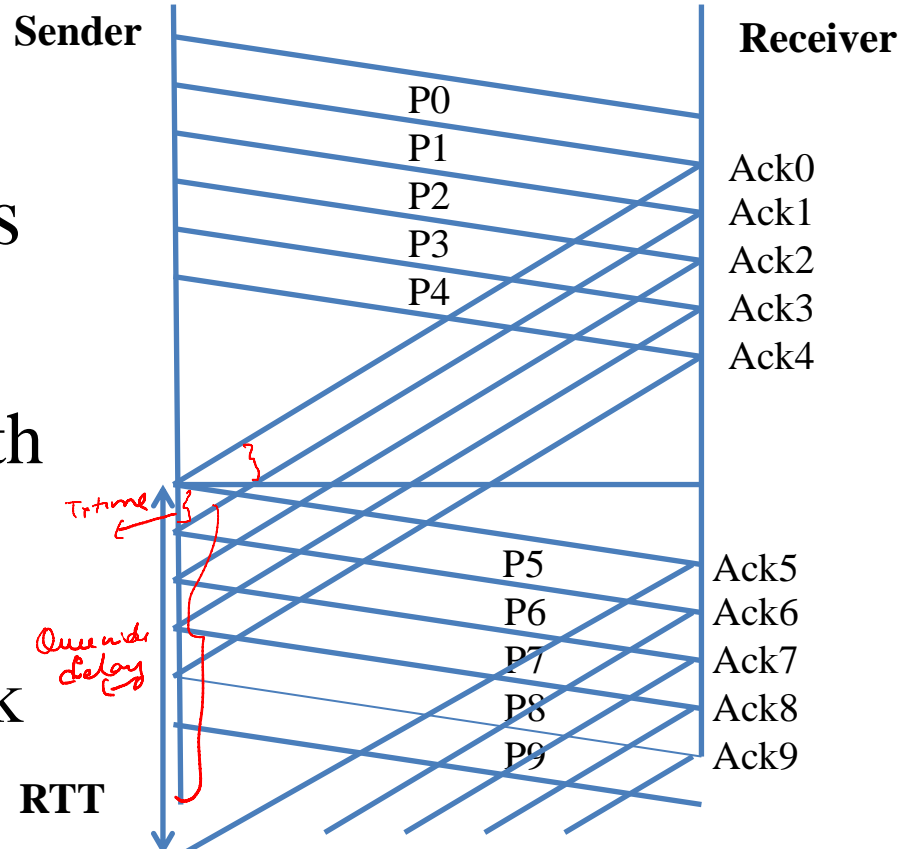 Sender
Receiver
P0
P1
Ack0
P2
Ack1
s
P3
Ack2
P4
Ack3
Ack4
th
Tr time
P5
Ack5
P6
Ack6
P7
Ack7
delay
k
P8
Ack8
P9
Ack9
RTT